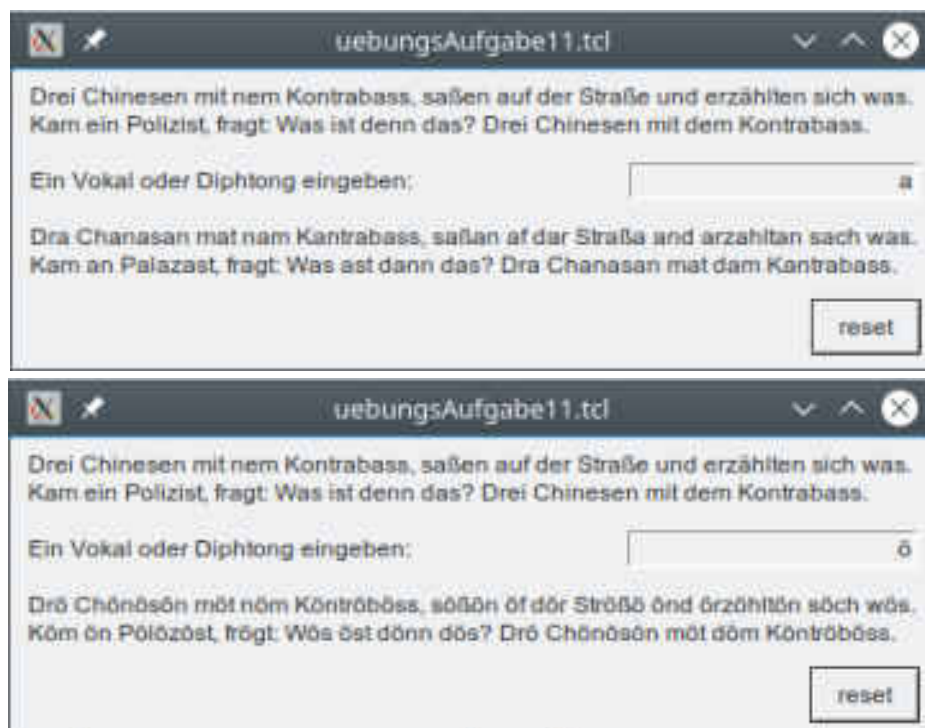 uebungsAufgabe11.tcl
Drei Chinesen mit nem Kontrabass, saßen auf der Straße und erzählten sich was.
Kam ein Polizist, fragt: Was ist denn das? Drei Chinesen mit dem Kontrabass.
Ein Vokal oder Diphtong eingeben:
a
Dra Chanasan mat nam Kantrabass, saßan af dar Straßa and arzahltan sach was.
Kam an Palazast, fragt: Was ast dann das? Dra Chanasan mat dam Kantrabass.
reset
uebungsAufgabe11.tcl
Drei Chinesen mit nem Kontrabass, saßen auf der Straße und erzählten sich was.
Kam ein Polizist, fragt: Was ist denn das? Drei Chinesen mit dem Kontrabass.
Ein Vokal oder Diphtong eingeben:
ö
Drö Chönösön möt nöm Köntröböss, sößön öf dör Strößö önd örzöhltön söch wös.
Köm ön Pölözöst, frögt: Wös öst dönn dös? Drö Chönösön möt döm Köntröböss.
reset